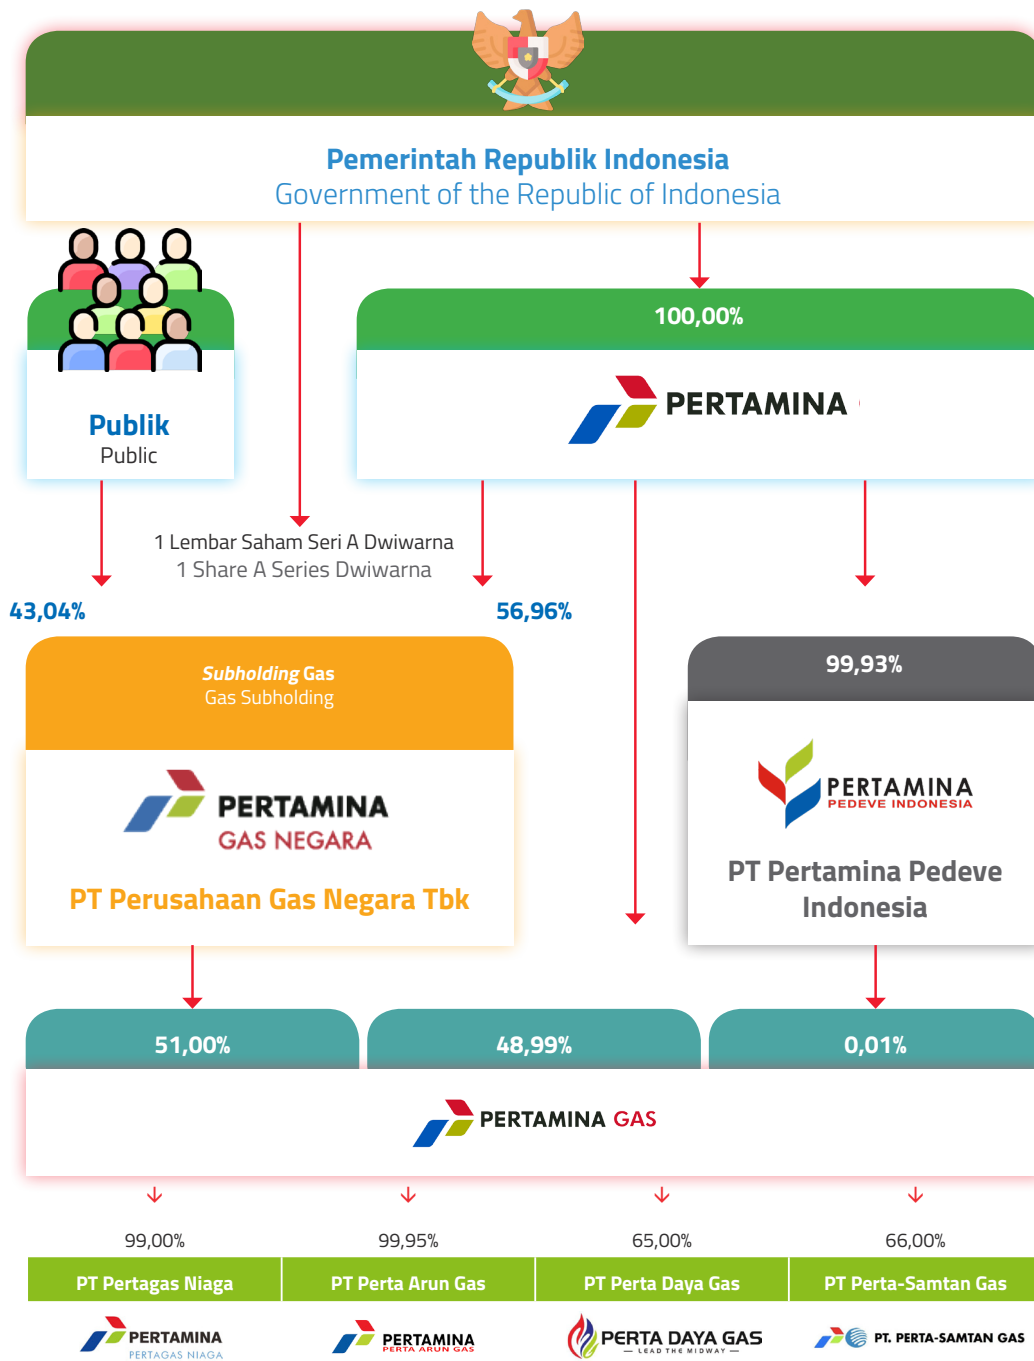 Pemerintah Republik Indonesia
Government of the Republic of Indonesia
100,00%
PERTAMINA
Publik
Public
1 Lembar Saham Seri A Dwiwarna
1 Share A Series Dwiwarna
43,04%
56,96%
Subholding Gas
Gas Subholding
PERTAMINA
GAS NEGARA
PT Perusahaan Gas Negara Tbk
99,93%
PERTAMINA
PEDEVE INDONESIA
PT Pertamina Pedeve
Indonesia
51,00%
48,99%
0,01%
PERTAMINA GAS
99,00%
99,95%
65,00%
66,00%
PT Pertagas Niaga
PT Perta Arun Gas
PT Perta Daya Gas
PT Perta-Samtan Gas
PERTAMINA
PERTAGAS NIAGA
PERTAMINA
PERTA ARUN GAS
PERTA DAYA GAS
— LEAD THE MIDWAY —
PT. PERTA-SAMTAN GAS